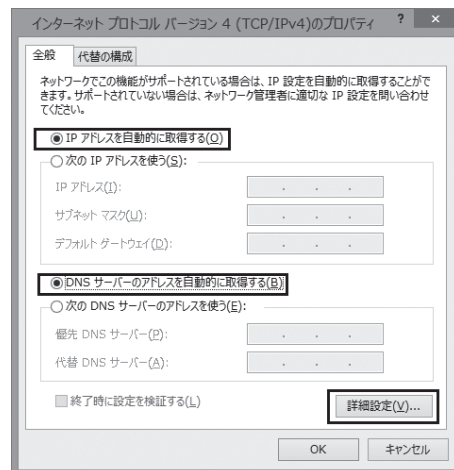 インターネット プロトコル バージョン 4 (TCP/IPv4)のプロパティ ? ×
全般 代替の構成
ネットワークでこの機能がサポートされている場合は、IP 設定を自動的に取得することがで
きます。サポートされていない場合は、ネットワーク管理者に適切な IP 設定を問い合わせ
てください。
IP アドレスを自動的に取得する(O)
次の IP アドレスを使う(S):
IP アドレス(I):
サブネット マスク(U):
デフォルト ゲートウェイ(D):
DNS サーバーのアドレスを自動的に取得する(B)
次の DNS サーバーのアドレスを使う(E):
優先 DNS サーバー(P):
代替 DNS サーバー(A):
終了時に設定を検証する(L)
詳細設定(V)...
OK キャンセル